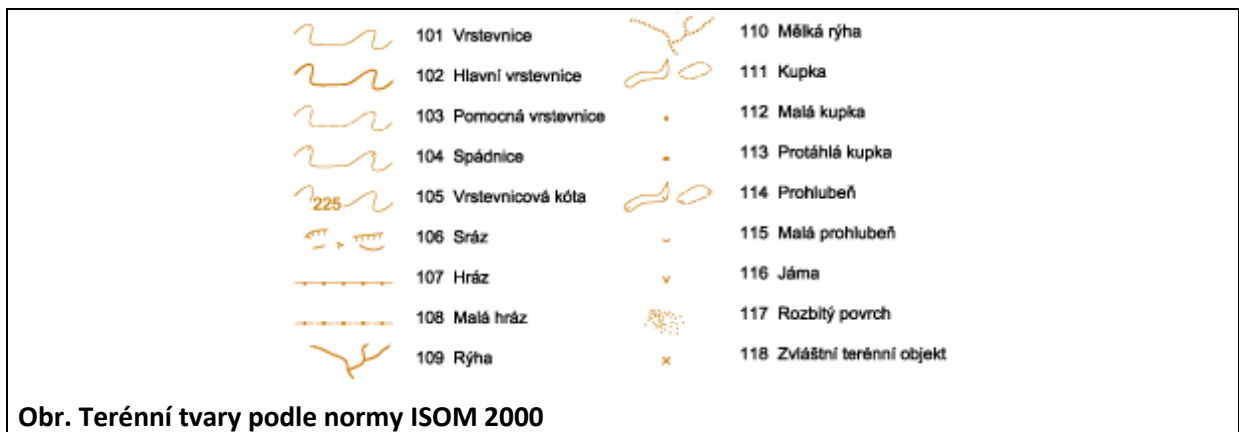 101 Vrstevnice
102 Hlavní vrstevnice
103 Pomocná vrstevnice
104 Spádnice
225 105 Vrstevnicová kóta
106 Sráz
107 Hráz
108 Malá hráz
109 Rýha
110 Mělká rýha
111 Kupka
112 Malá kupka
113 Protáhlá kupka
114 Prohlubeň
115 Malá prohlubeň
116 Jáma
117 Rozbitý povrch
118 Zvláštní terénní objekt
Obr. Terénní tvary podle normy ISOM 2000